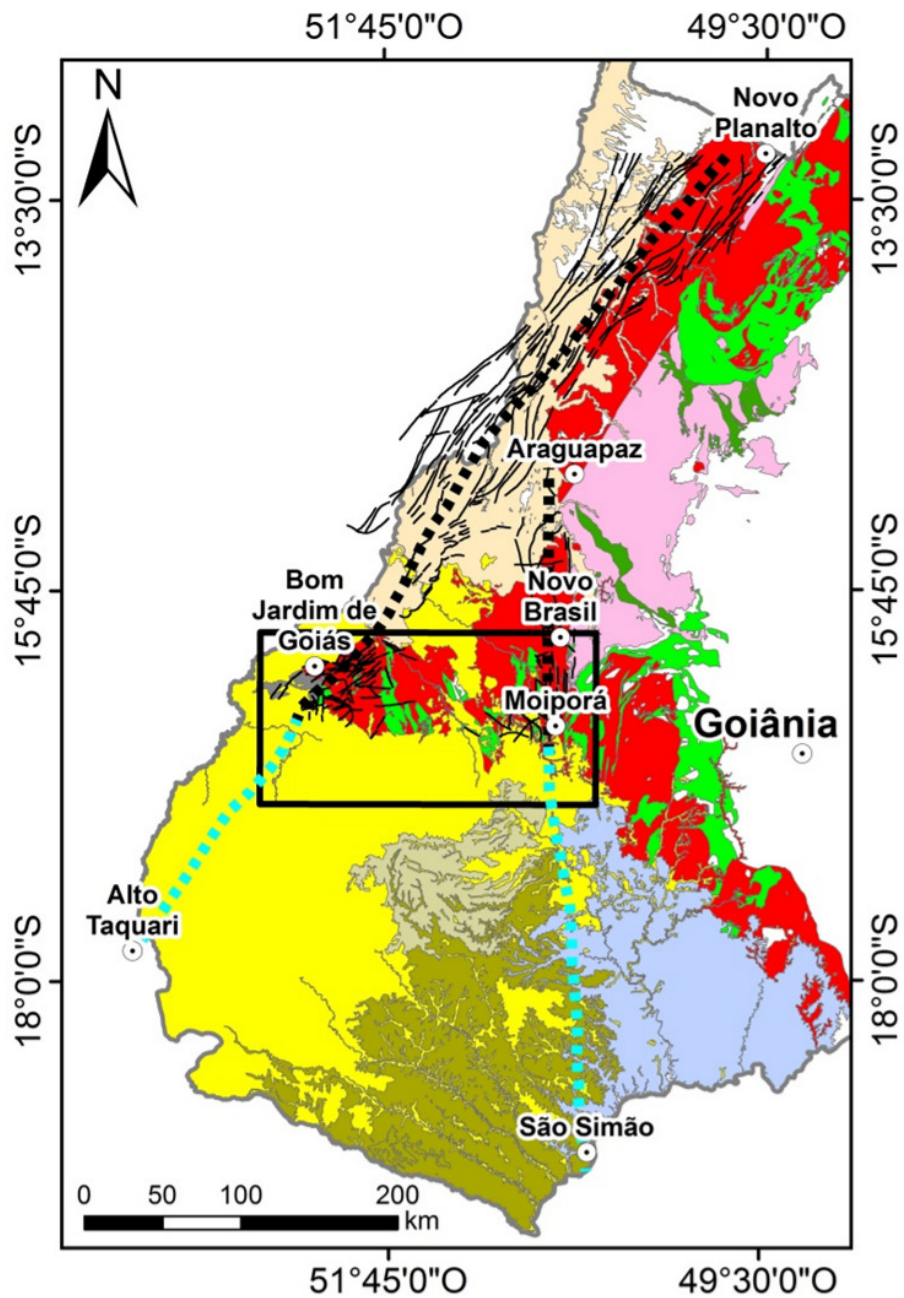 51°45'0"O 49°30'0"O
N
Novo
Planalto
13°30'0"S
13°30'0"S
Araguapaz
15°45'0"S
15°45'0"S
Bom
Jardim de
Goiás
Novo
Brasil
Moiporá
Goiânia
Alto
Taquari
18°0'0"S
18°0'0"S
São Simão
0 50 100 200
km
51°45'0"O 49°30'0"O